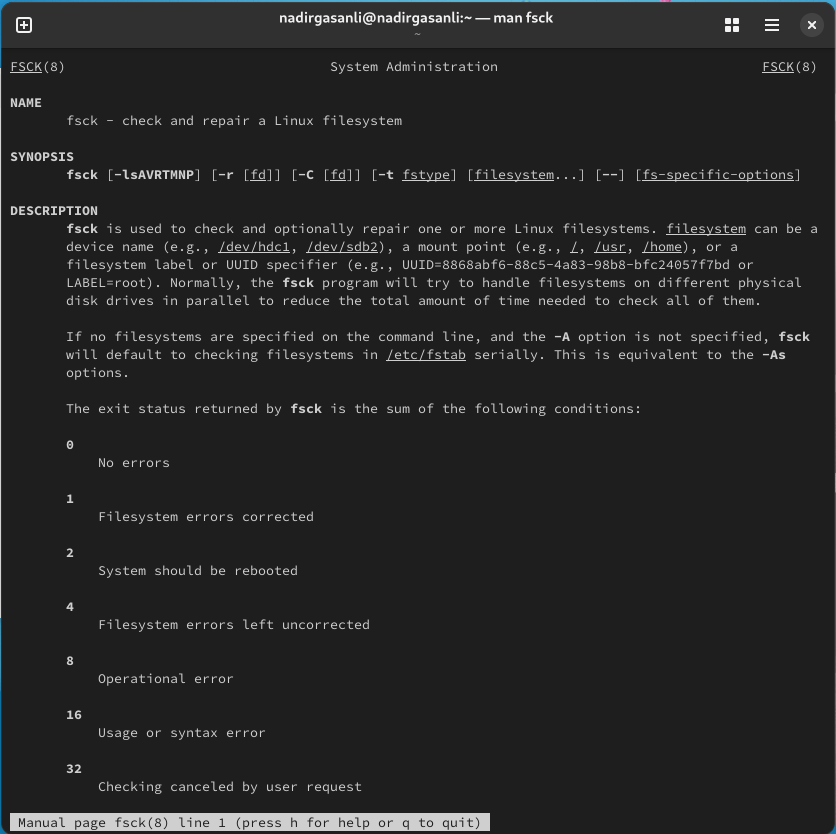 nadirgasanli@nadirgasanli:~ — man fsck
~
FSCK(8) System Administration FSCK(8)
NAME
fsck - check and repair a Linux filesystem
SYNOPSIS
fsck [-lsAVRTMNP] [-r [fd]] [-C [fd]] [-t fstype] [filesystem...] [--] [fs-specific-options]
DESCRIPTION
fsck is used to check and optionally repair one or more Linux filesystems. filesystem can be a
device name (e.g., /dev/hdc1, /dev/sdb2), a mount point (e.g., /, /usr, /home), or a
filesystem label or UUID specifier (e.g., UUID=8868abf6-88c5-4a83-98b8-bfc24057f7bd or
LABEL=root). Normally, the fsck program will try to handle filesystems on different physical
disk drives in parallel to reduce the total amount of time needed to check all of them.
If no filesystems are specified on the command line, and the -A option is not specified, fsck
will default to checking filesystems in /etc/fstab serially. This is equivalent to the -As
options.
The exit status returned by fsck is the sum of the following conditions:
0
No errors
1
Filesystem errors corrected
2
System should be rebooted
4
Filesystem errors left uncorrected
8
Operational error
16
Usage or syntax error
32
Checking canceled by user request
Manual page fsck(8) line 1 (press h for help or q to quit)